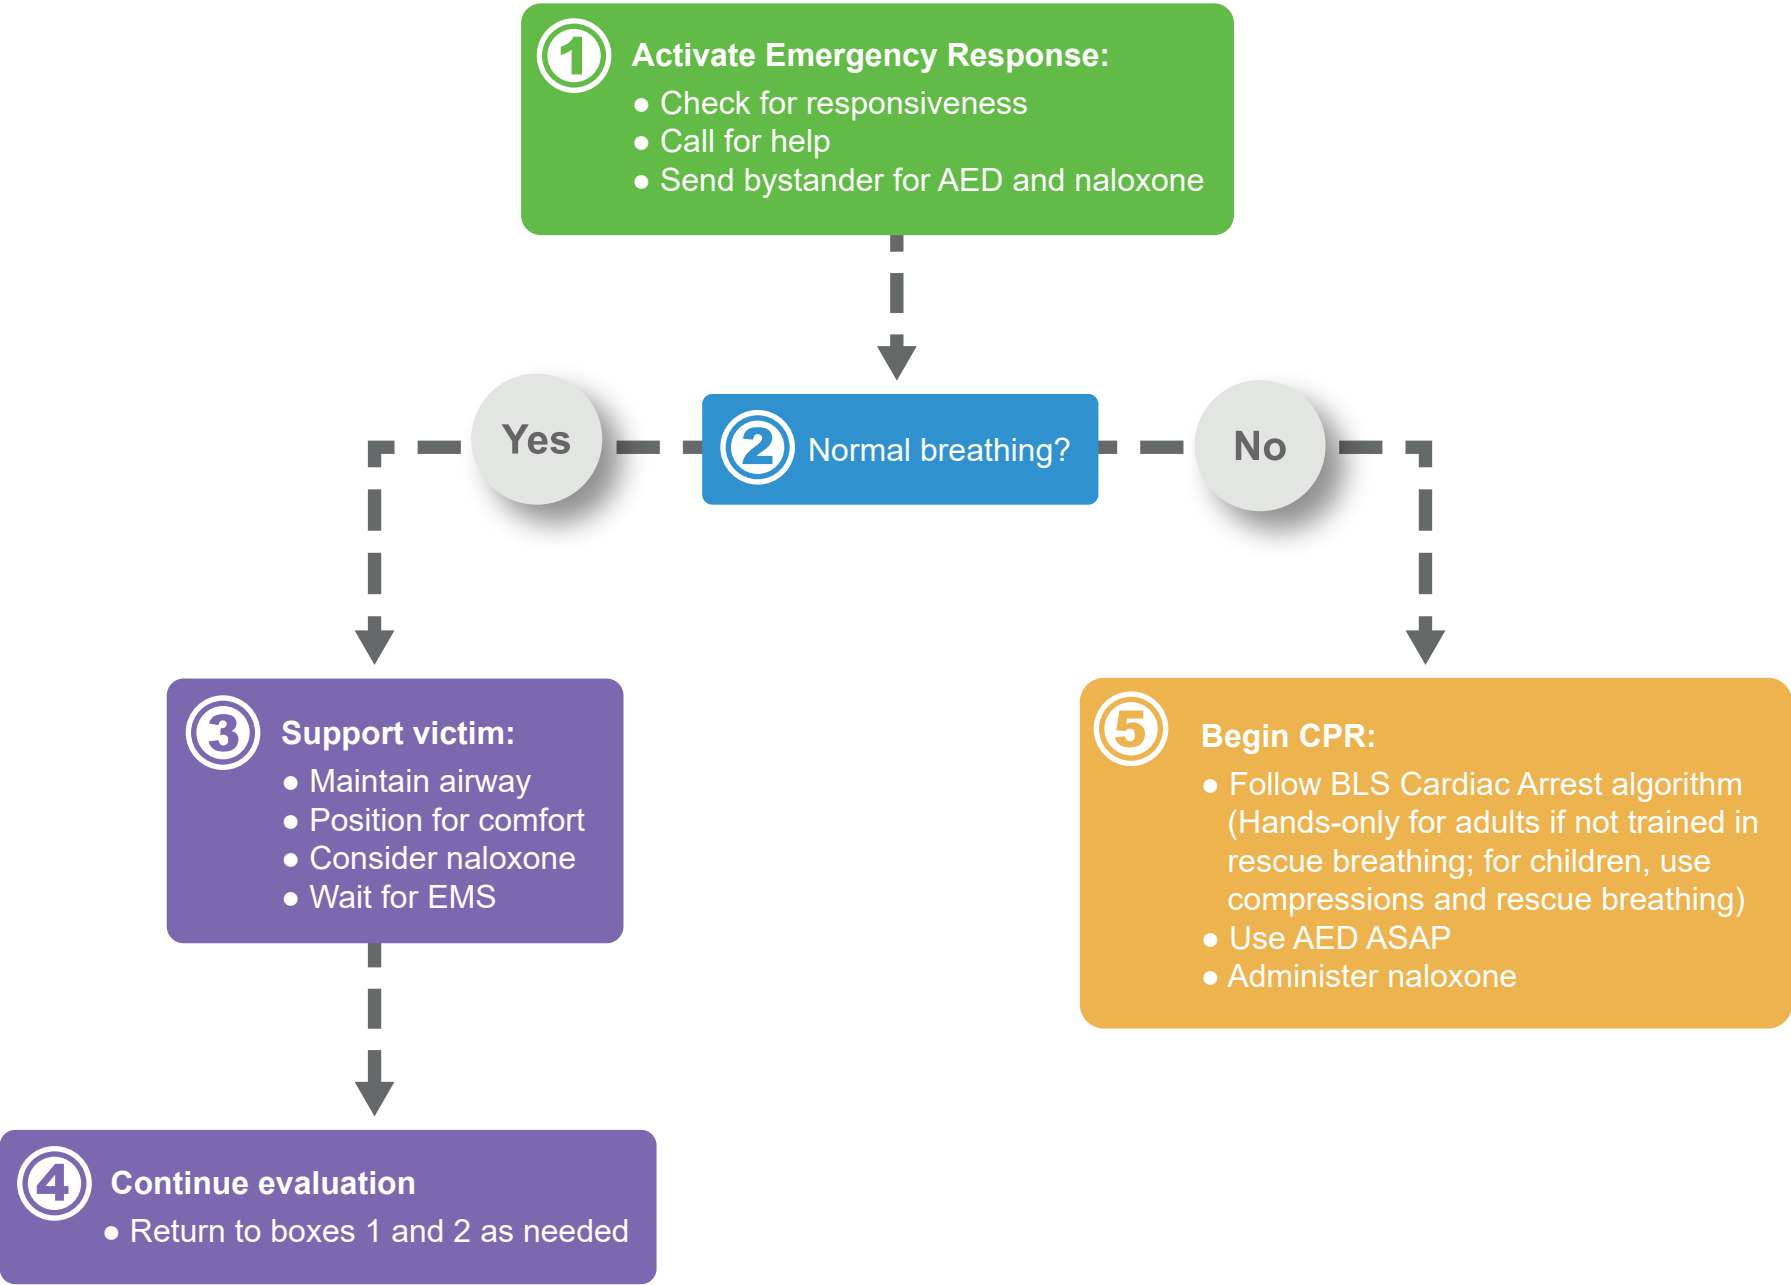 1
Activate Emergency Response:
● Check for responsiveness
● Call for help
● Send bystander for AED and naloxone
Yes
2
Normal breathing?
No
3
Support victim:
● Maintain airway
● Position for comfort
● Consider naloxone
● Wait for EMS
4
Continue evaluation
● Return to boxes 1 and 2 as needed
5
Begin CPR:
● Follow BLS Cardiac Arrest algorithm
(Hands-only for adults if not trained in
rescue breathing; for children, use
compressions and rescue breathing)
● Use AED ASAP
● Administer naloxone